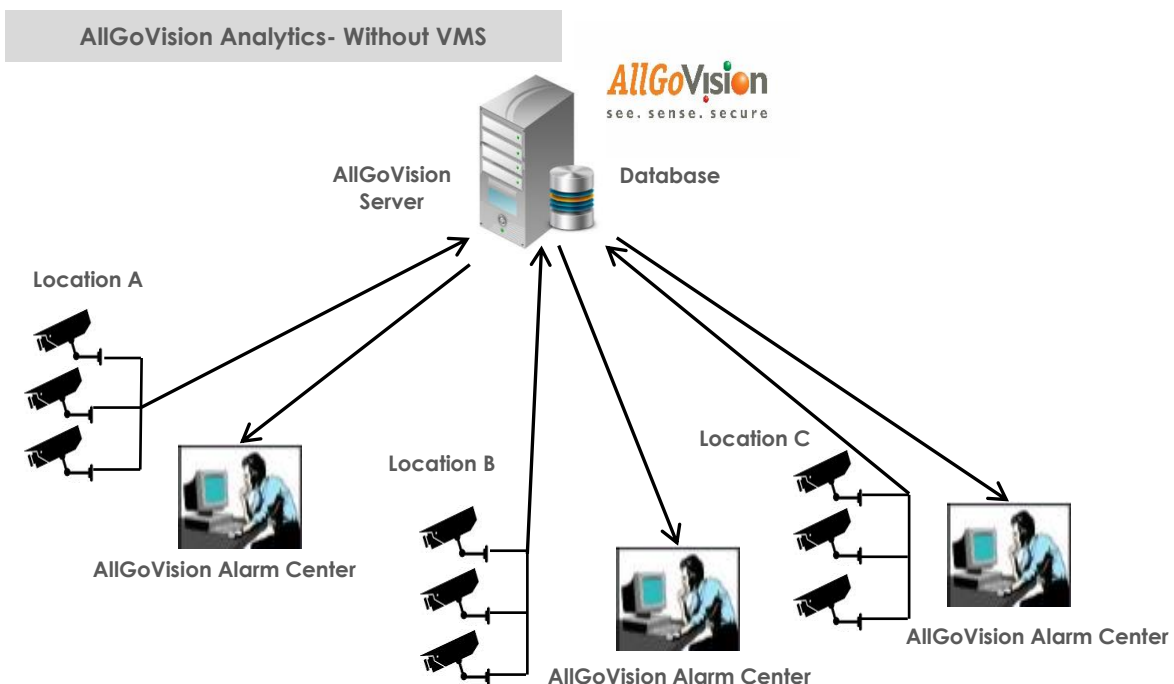 AllGoVision Analytics- Without VMS
AllGoVision
see. sense. secure
AllGoVision
Server
Database
Location A
Location B
Location C
AllGoVision Alarm Center
AllGoVision Alarm Center
AllGoVision Alarm Center